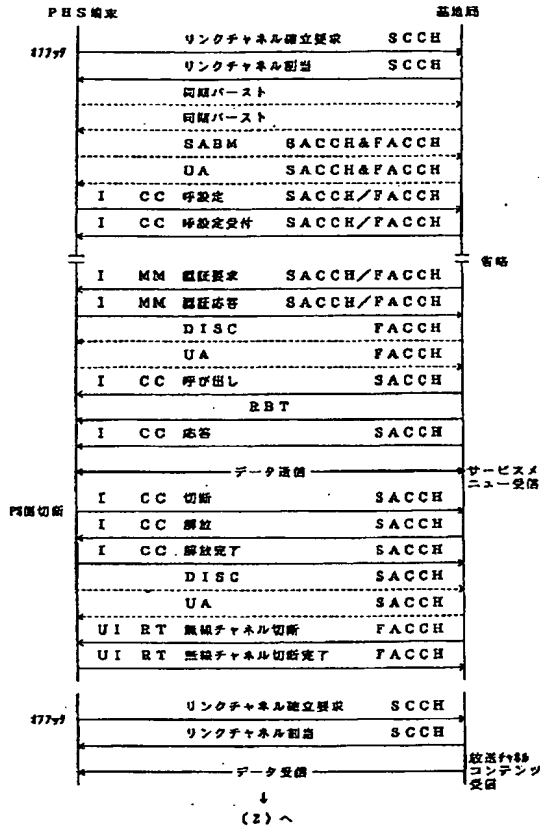 PHS端末 基地局
リンクチャネル確立要求 SCCH
オフフック
リンクチャネル割当 SCCH
同期バースト
同期バースト
SABM SACCH&FACCH
UA SACCH&FACCH
I CC 呼設定 SACCH/FACCH
I CC 呼設定受付 SACCH/FACCH
省略
I MM 認証要求 SACCH/FACCH
I MM 認証応答 SACCH/FACCH
DISC FACCH
UA FACCH
I CC 呼び出し SACCH
RBT
I CC 応答 SACCH
データ送信
サービスメ
ニュー受信
I CC 切断 SACCH
PS側切断
I CC 解放 SACCH
I CC 解放完了 SACCH
DISC SACCH
UA SACCH
UI RT 無線チャネル切断 FACCH
UI RT 無線チャネル切断完了 FACCH
リンクチャネル確立要求 SCCH
オフフック
リンクチャネル割当 SCCH
データ受信
放送チャネル
コンテンツ
受信
(2)へ